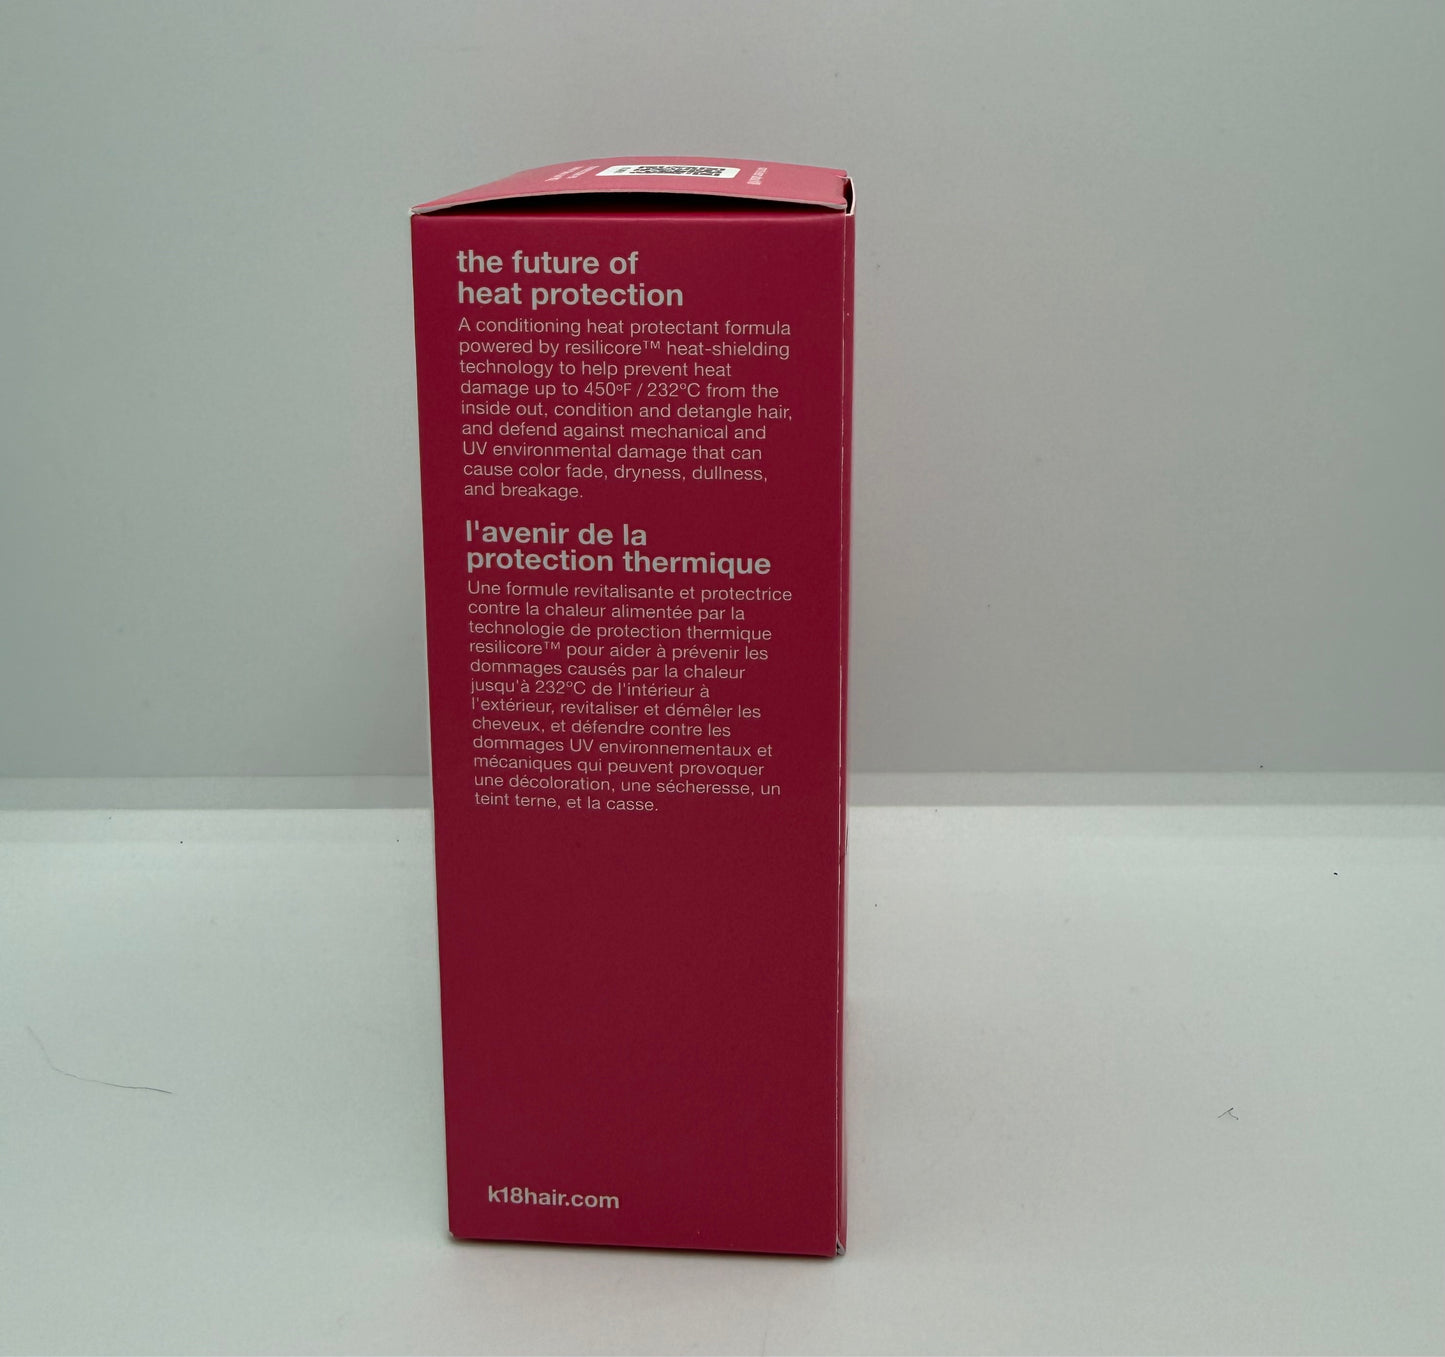 the future of
heat protection
A conditioning heat protectant formula
powered by resilicore™ heat-shielding
technology to help prevent heat
damage up to 450ºF / 232ºC from the
inside out, condition and detangle hair,
and defend against mechanical and
UV environmental damage that can
cause color fade, dryness, dullness,
and breakage.
l'avenir de la
protection thermique
Une formule revitalisante et protectrice
contre la chaleur alimentée par la
technologie de protection thermique
resilicore™ pour aider à prévenir les
dommages causés par la chaleur
jusqu'à 232ºC de l'intérieur à
l'extérieur, revitaliser et démêler les
cheveux, et défendre contre les
dommages UV environnementaux et
mécaniques qui peuvent provoquer
une décoloration, une sécheresse, un
teint terne, et la casse.
k18hair.com